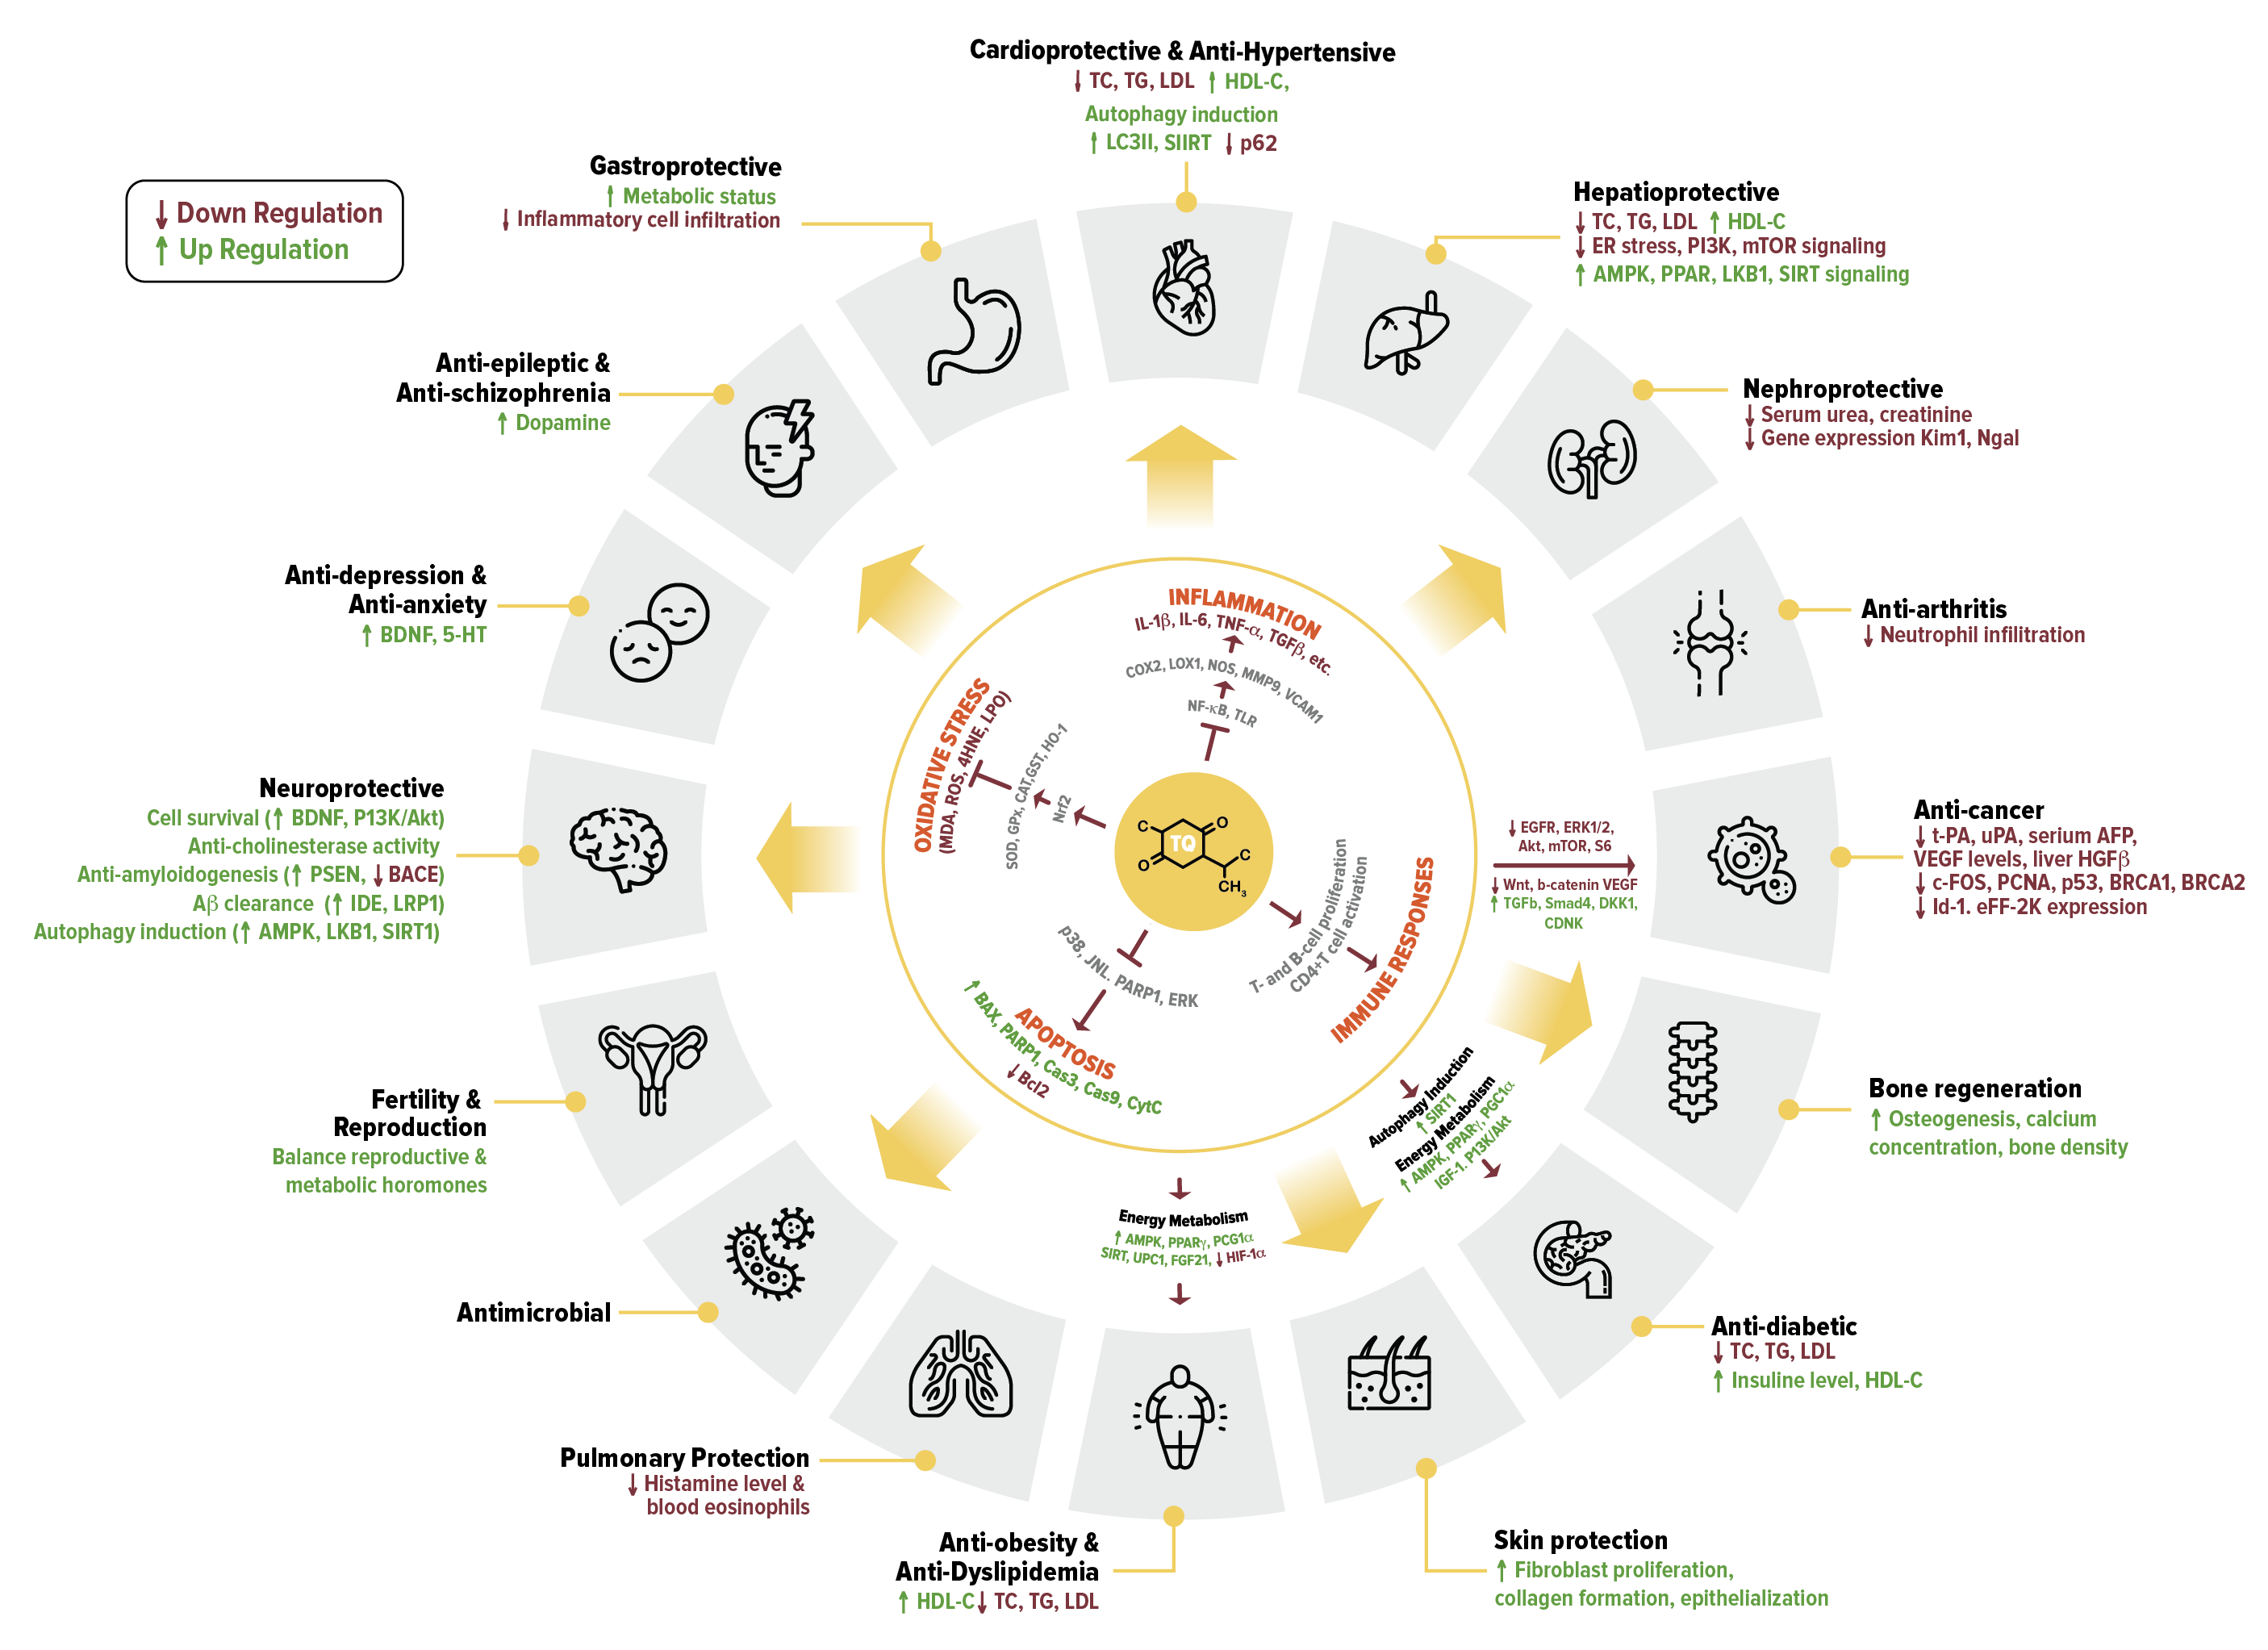 Cardioprotective & Anti-Hypertensive
↓ TC, TG, LDL ↑ HDL-C,
Autophagy induction
↑ LC3II, SIIRT ↓ p62
Gastroprotective
↑ Metabolic status
↓ Inflammatory cell infiltration
↓ Down Regulation
↑ Up Regulation
Hepatioprotective
↓ TC, TG, LDL ↑ HDL-C
↓ ER stress, PI3K, mTOR signaling
↑ AMPK, PPAR, LKB1, SIRT signaling
Anti-epileptic &
Anti-schizophrenia
↑ Dopamine
Nephroprotective
↓ Serum urea, creatinine
↓ Gene expression Kim1, Ngal
Anti-depression &
Anti-anxiety
↑ BDNF, 5-HT
Anti-arthritis
↓ Neutrophil infilitration
INFLAMMATION
IL-1β, IL-6, TNF-α, TGFβ, etc.
COX2, LOX1, NOS, MMP9, VCAM1
NF-κB, TLR
OXIDATIVE STRESS
(MDA, ROS, 4HNE, LPO)
SOD, GPx, CAT,GST, HO-1
Nrf2
C
O
TQ
O
C
CH3
T- and B-cell proliferation
CD4+T cell activation
IMMUNE RESPONSES
p38, JNL. PARP1, ERK
APOPTOSIS
↑ BAX, PARP1, Cas3, Cas9, CytC
↓ Bcl2
Neuroprotective
Cell survival (↑ BDNF, P13K/Akt)
Anti-cholinesterase activity
Anti-amyloidogenesis (↑ PSEN, ↓ BACE)
Aβ clearance (↑ IDE, LRP1)
Autophagy induction (↑ AMPK, LKB1, SIRT1)
↓ EGFR, ERK1/2,
Akt, mTOR, S6
↓ Wnt, b-catenin VEGF
↑ TGFb, Smad4, DKK1,
CDNK
Anti-cancer
↓ t-PA, uPA, serium AFP,
VEGF levels, liver HGFβ
↓ c-FOS, PCNA, p53, BRCA1, BRCA2
↓ Id-1. eFF-2K expression
Autophagy Induction
↑ SIRT1
Energy Metabolism
↑ AMPK, PPARγ, PGC1α
IGF-1. P13K/Akt
Bone regeneration
↑ Osteogenesis, calcium
concentration, bone density
Fertility &
Reproduction
Balance reproductive &
metabolic horomones
Energy Metabolism
↑ AMPK, PPARγ, PCG1α
SIRT, UPC1, FGF21, ↓ HIF-1α
Antimicrobial
Anti-diabetic
↓ TC, TG, LDL
↑ Insuline level, HDL-C
Pulmonary Protection
↓ Histamine level &
blood eosinophils
Anti-obesity &
Anti-Dyslipidemia
↑ HDL-C↓ TC, TG, LDL
Skin protection
↑ Fibroblast proliferation,
collagen formation, epithelialization